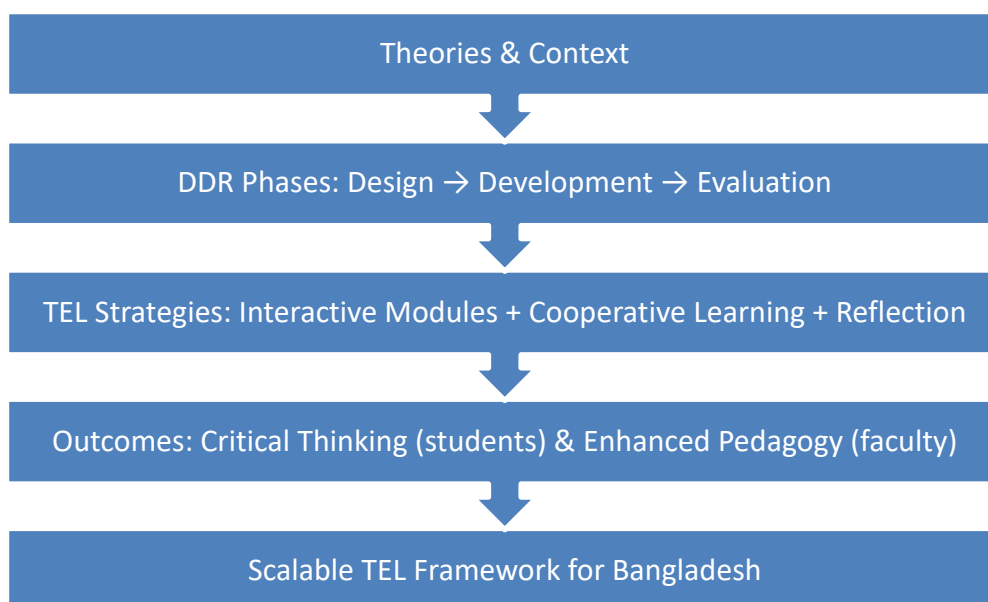 Theories & Context
DDR Phases: Design → Development → Evaluation
TEL Strategies: Interactive Modules + Cooperative Learning + Reflection
Outcomes: Critical Thinking (students) & Enhanced Pedagogy (faculty)
Scalable TEL Framework for Bangladesh